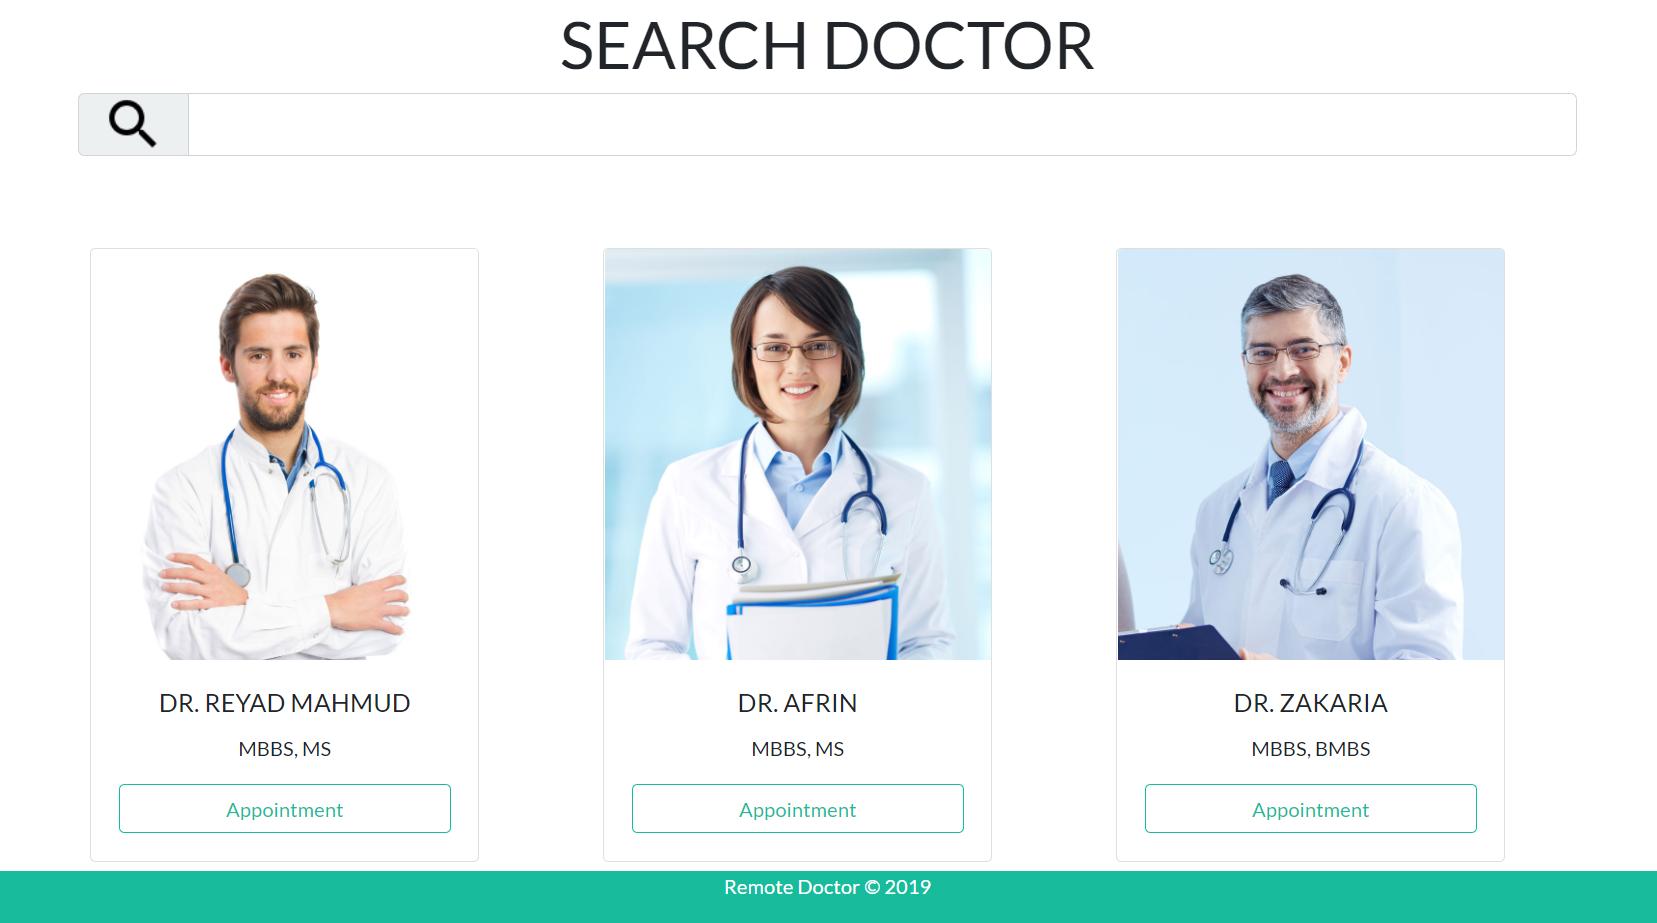 SEARCH DOCTOR
DR. REYAD MAHMUD
MBBS, MS
Appointment
DR. AFRIN
MBBS, MS
Appointment
DR. ZAKARIA
MBBS, BMBS
Appointment
Remote Doctor © 2019